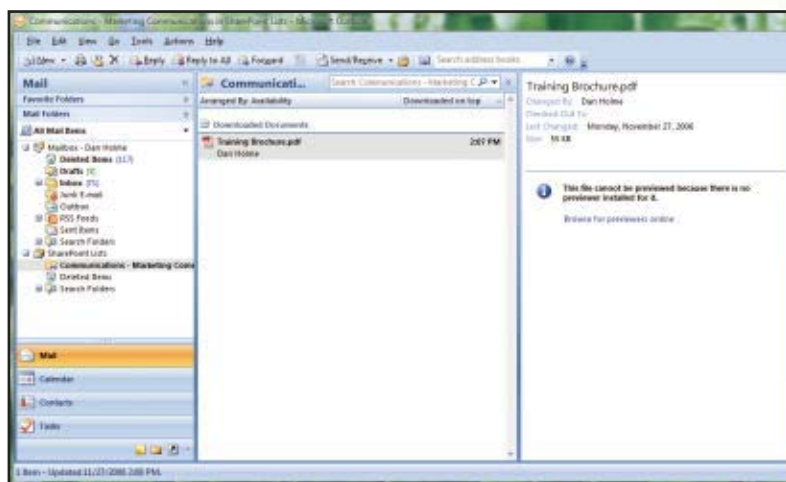 Communications - Marketing Communications in SharePoint Lists - Microsoft Outlook
File Edit View Go Tools Actions Help
New Reply Reply to All Forward Send/Receive Search address books
Mail
Favorite Folders
Mail Folders
All Mail Items
Mailbox - Dan Holme
Deleted Items (117)
Drafts
Inbox
Junk E-mail
Outbox
RSS Feeds
Sent Items
Search Folders
SharePoint Lists
Communications - Marketing Comm
Deleted Items
Search Folders
Mail
Calendar
Contacts
Tasks
Communicati...
Search Communications - Marketing C
Arranged By: Availability Downloaded on top
Downloaded Documents
Training Brochure.pdf 2:07 PM
Dan Holme
Training Brochure.pdf
Changed By: Dan Holme
Checked Out To:
Last Changed: Monday, November 27, 2006
Size: KB
This file cannot be previewed because there is no
previewer installed for it.
Browse for previewers online
1 Item - Updated 11/27/2006 2:08 PM.